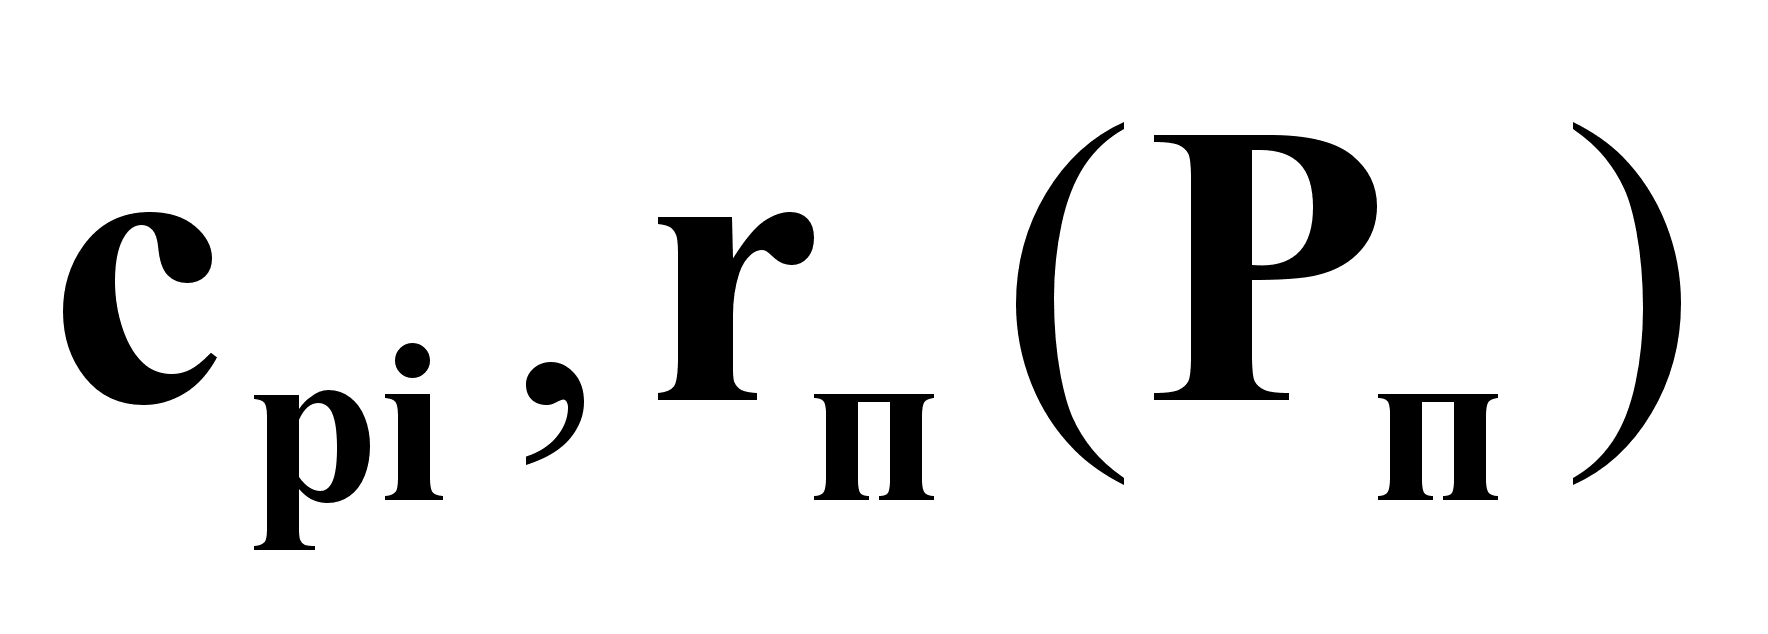 c_pi , r_п (P_п)